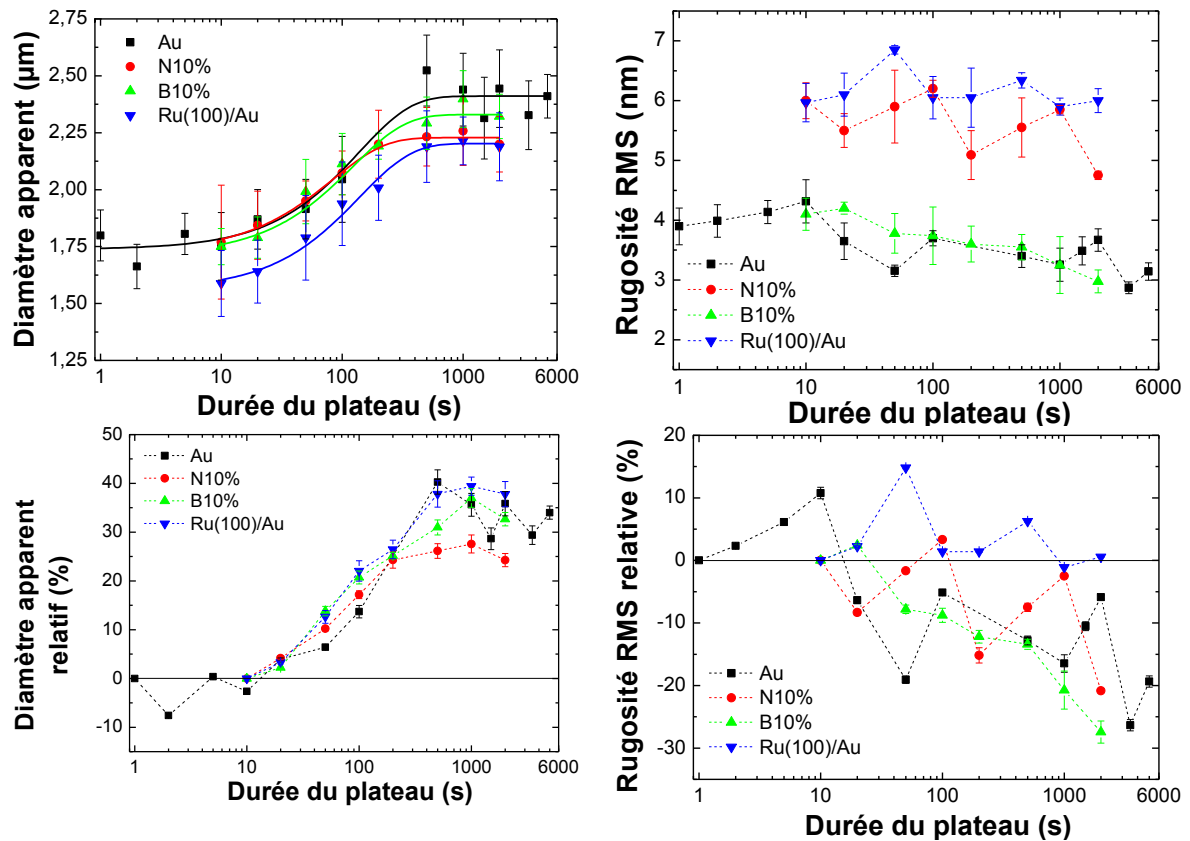 2,75
2,50
2,25
2,00
1,75
1,50
1,25
Diamètre apparent (µm)
Au
N10%
B10%
Ru(100)/Au
1 10 100 1000 6000
Durée du plateau (s)
7
6
5
4
3
2
Rugosité RMS (nm)
Au
N10%
B10%
Ru(100)/Au
1 10 100 1000 6000
Durée du plateau (s)
50
40
30
20
10
0
-10
Diamètre apparent
relatif (%)
Au
N10%
B10%
Ru(100)/Au
1 10 100 1000 6000
Durée du plateau (s)
20
10
0
-10
-20
-30
Rugosité RMS relative (%)
Au
N10%
B10%
Ru(100)/Au
1 10 100 1000 6000
Durée du plateau (s)